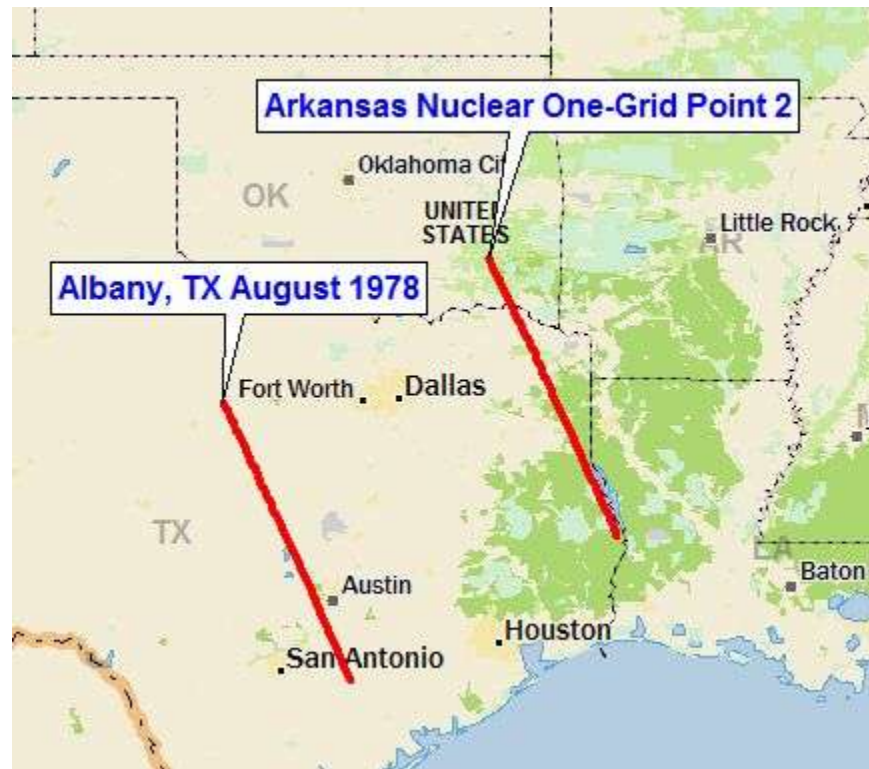 Arkansas Nuclear One-Grid Point 2
Oklahoma Cit
OK
UNITE
STATES
Little Rock
AR
Albany, TX August 1978
Fort Worth
Dallas
TX
Austin
LA
Baton
Houston
San Antonio